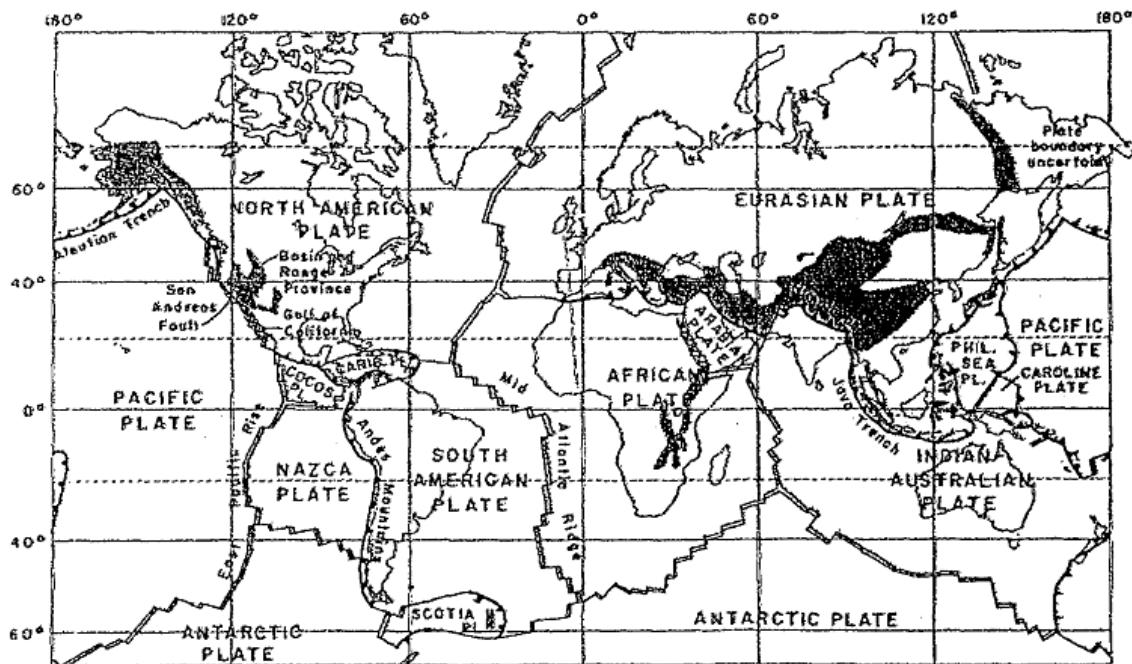 180° 120° 60° 0° 60° 120° 180°
Plate
boundary
uncertain
60°
NORTH AMERICAN
PLATE
EURASIAN PLATE
Aleutian Trench
Basin and
Range
Province
40°
San
Andreas
Fault
Gulf of
California
ARABIA
PLATE
PACIFIC
PLATE
PHIL.
SEA
PL.
CAROLINE PLATE
CARIB. PL.
COCOS
PL.
AFRICAN
PLATE
PACIFIC
PLATE
0°
Java Trench
Mid
Atlantic
Ridge
Andes
Mountains
East
Pacific
Rise
NAZCA
PLATE
SOUTH
AMERICAN
PLATE
INDIAN
AUSTRALIAN
PLATE
40°
SCOTIA
PL.
ANTARCTIC PLATE
60°
ANTARCTIC
PLATE